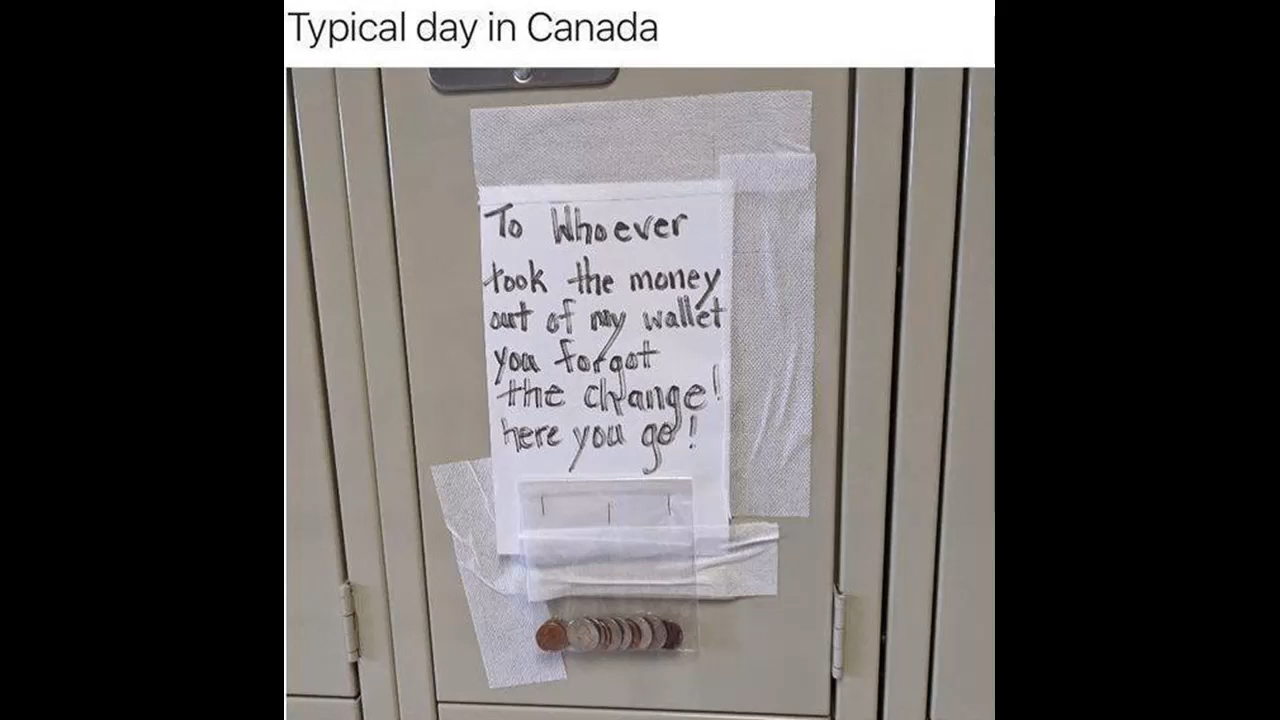 Typical day in Canada
To Whoever
took the money
out of my wallet
you forgot
the change!
here you go!